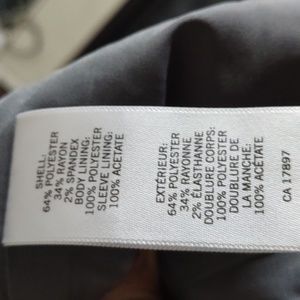 SHELL:
64% POLYESTER
34% RAYON
2% SPANDEX
BODY LINING:
100% POLYESTER
SLEEVE LINING:
100% ACETATE
EXTÉRIEUR:
64% POLYESTER
34% RAYONNE
2% ÉLASTHANNE
DOUBLURE CORPS:
100% POLYESTER
DOUBLURE DE
LA MANCHE:
100% ACÉTATE
CA 17897